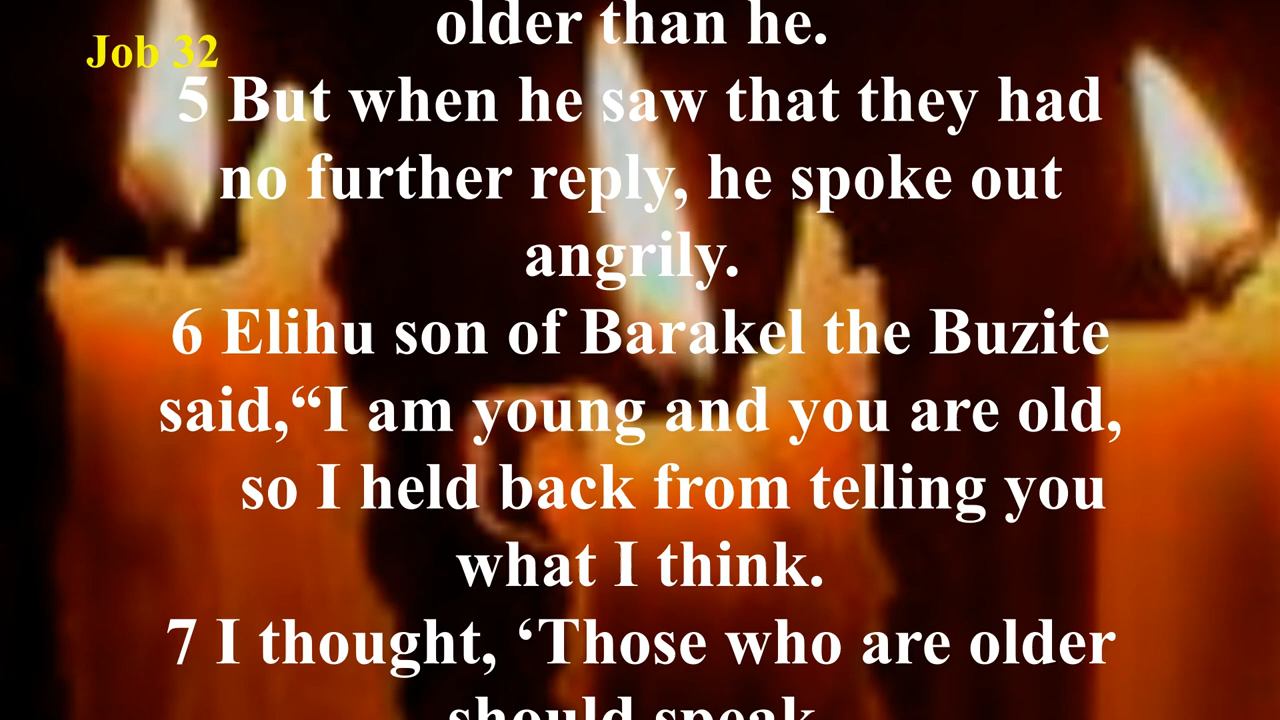 older than he.
Job 32
5 But when he saw that they had
no further reply, he spoke out
angrily.
6 Elihu son of Barakel the Buzite
said,“I am young and you are old,
so I held back from telling you
what I think.
7 I thought, ‘Those who are older
should speak